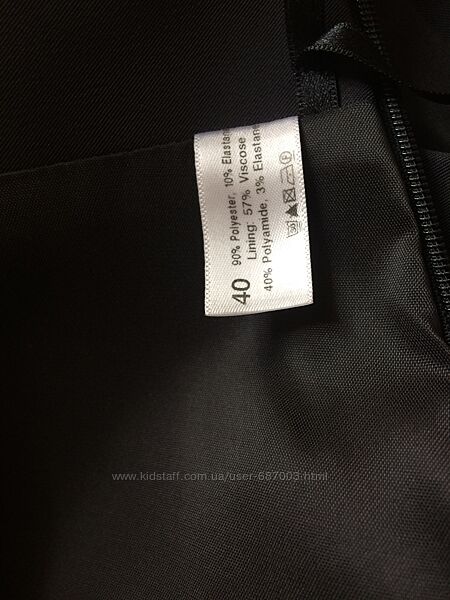 40
90% Polyester, 10% Elastan
Lining: 57% Viscose
40% Polyamide, 3% Elastan
www.kidstaff.com.ua/user-687003.html